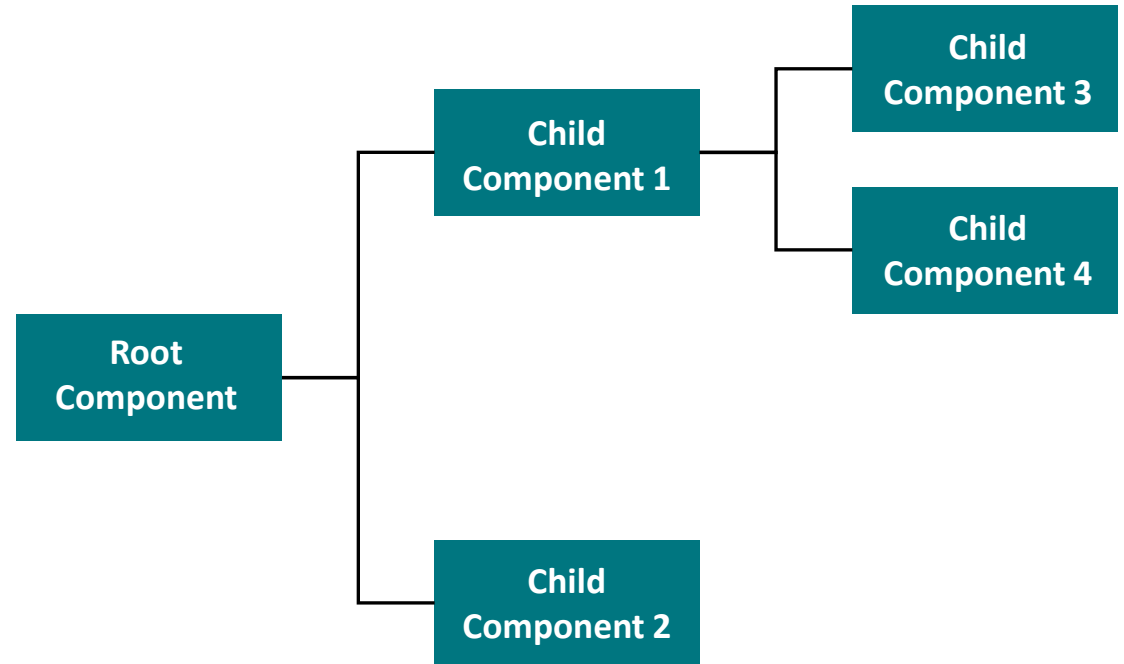 Child
Component 3
Child
Component 1
Child
Component 4
Root
Component
Child
Component 2